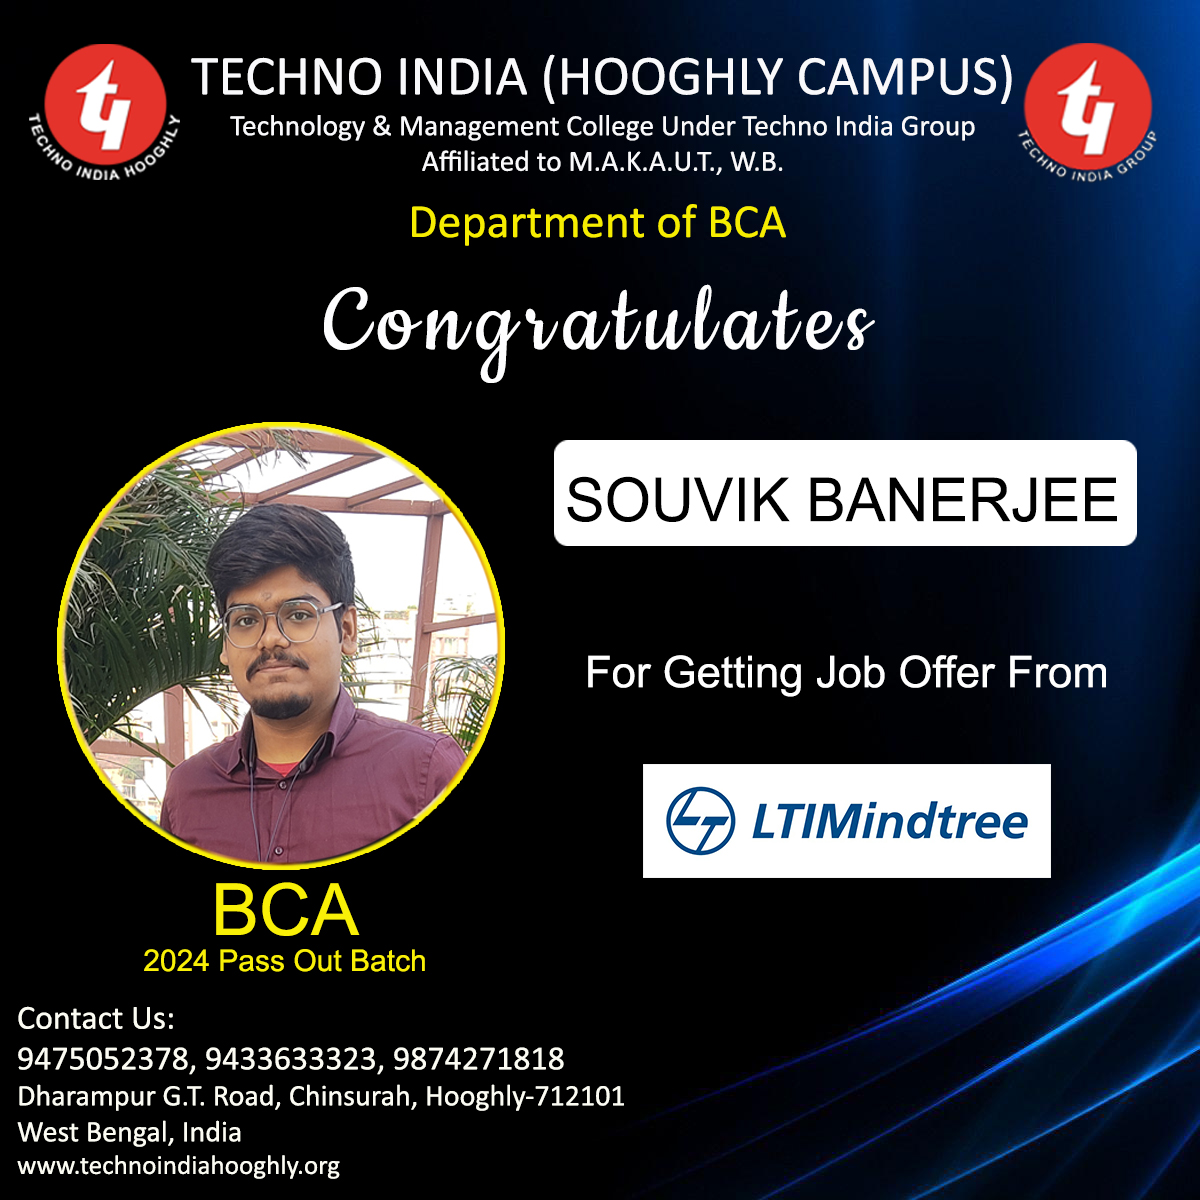 TECHNO INDIA (HOOGHLY CAMPUS)
Technology & Management College Under Techno India Group
Affiliated to M.A.K.A.U.T., W.B.
TECHNO INDIA HOOGHLY
TECHNO INDIA GROUP
Department of BCA
Congratulates
SOUVIK BANERJEE
For Getting Job Offer From
LT LTIMindtree
BCA
2024 Pass Out Batch
Contact Us:
9475052378, 9433633323, 9874271818
Dharampur G.T. Road, Chinsurah, Hooghly-712101
West Bengal, India
www.technoindiahooghly.org